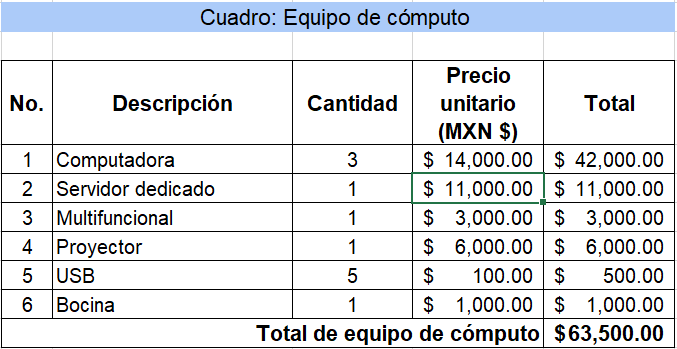 Cuadro: Equipo de cómputo
No. Descripción Cantidad Precio unitario (MXN $) Total
1 Computadora 3 $ 14,000.00 $ 42,000.00
2 Servidor dedicado 1 $ 11,000.00 $ 11,000.00
3 Multifuncional 1 $ 3,000.00 $ 3,000.00
4 Proyector 1 $ 6,000.00 $ 6,000.00
5 USB 5 $ 100.00 $ 500.00
6 Bocina 1 $ 1,000.00 $ 1,000.00
Total de equipo de cómputo $63,500.00